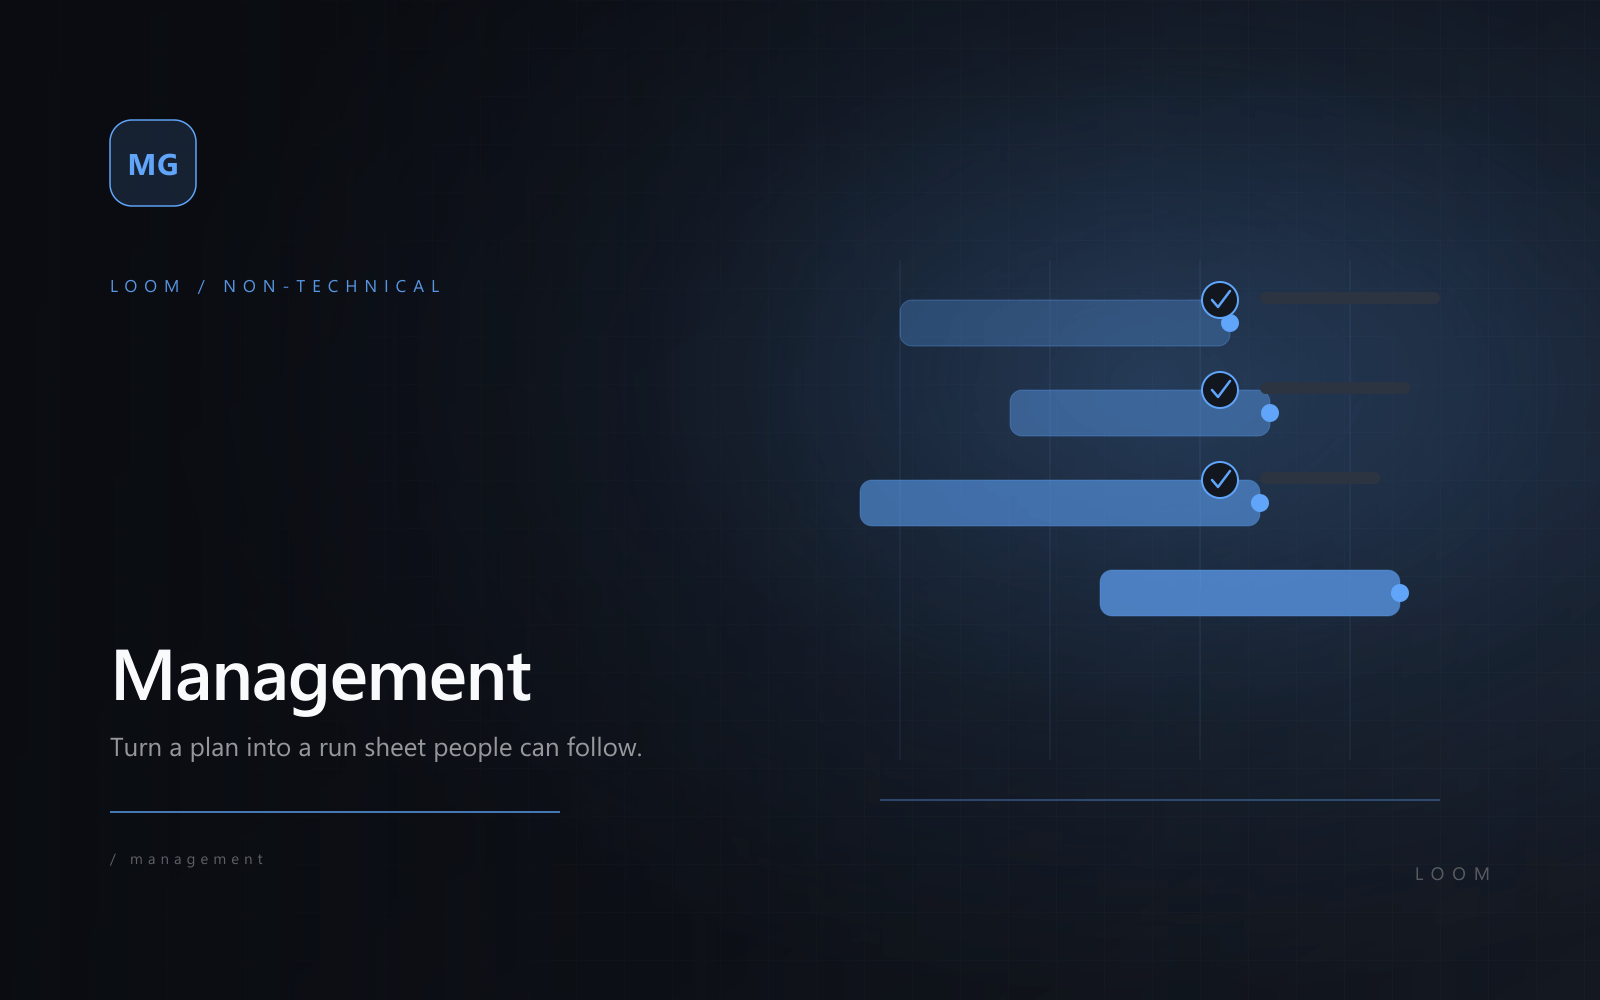 MG
LOOM / NON-TECHNICAL
Management
Turn a plan into a run sheet people can follow.
/ management
LOOM